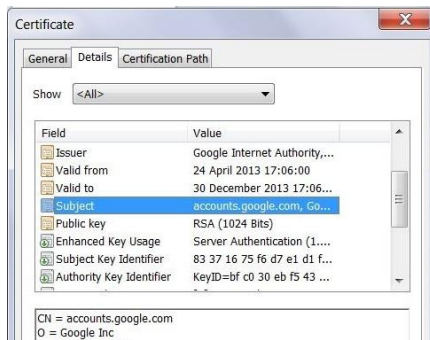 Certificate
General Details Certification Path
Show <All>
Field Value
Issuer Google Internet Authority,...
Valid from 24 April 2013 17:06:00
Valid to 30 December 2013 17:06...
Subject accounts.google.com, Go...
Public key RSA (1024 Bits)
Enhanced Key Usage Server Authentication (1....
Subject Key Identifier 83 37 16 75 f6 d7 e1 d1 f...
Authority Key Identifier KeyID=bf c0 30 eb f5 43 ...
CN = accounts.google.com
O = Google Inc